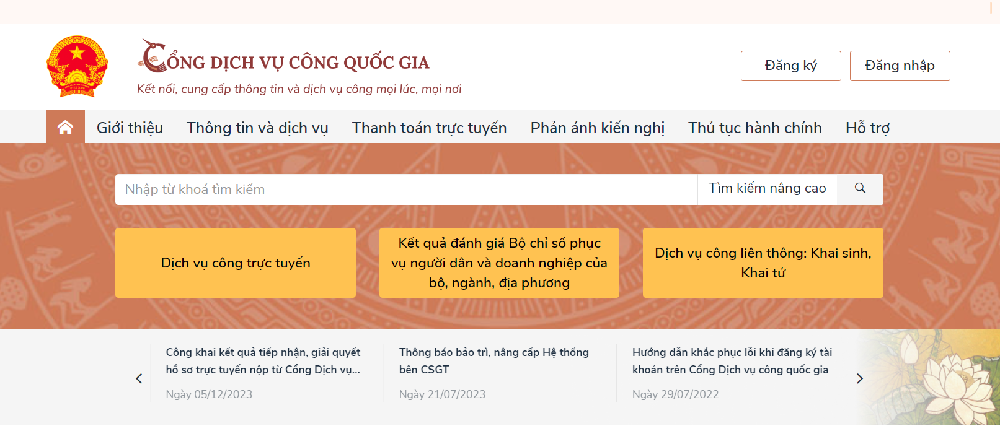 CỔNG DỊCH VỤ CÔNG QUỐC GIA
Kết nối, cung cấp thông tin và dịch vụ công mọi lúc, mọi nơi
Đăng ký
Đăng nhập
VIỆT NAM
Giới thiệu
Thông tin và dịch vụ
Thanh toán trực tuyến
Phản ánh kiến nghị
Thủ tục hành chính
Hỗ trợ
Nhập từ khoá tìm kiếm
Tìm kiếm nâng cao
Dịch vụ công trực tuyến
Kết quả đánh giá Bộ chỉ số phục
vụ người dân và doanh nghiệp của
bộ, ngành, địa phương
Dịch vụ công liên thông: Khai sinh,
Khai tử
Công khai kết quả tiếp nhận, giải quyết
hồ sơ trực tuyến nộp từ Cổng Dịch vụ...
Ngày 05/12/2023
Thông báo bảo trì, nâng cấp Hệ thống
bên CSGT
Ngày 21/07/2023
Hướng dẫn khắc phục lỗi khi đăng ký tài
khoản trên Cổng Dịch vụ công quốc gia
Ngày 29/07/2022